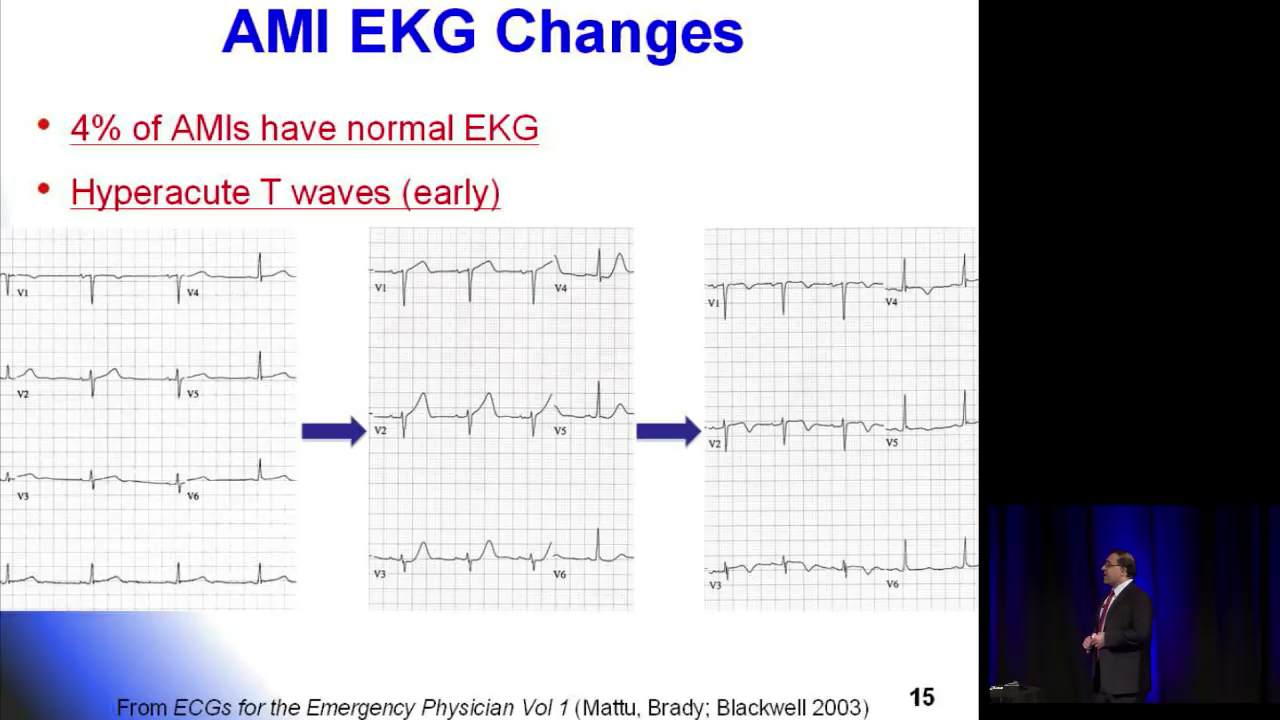 AMI EKG Changes
• 4% of AMIs have normal EKG
• Hyperacute T waves (early)
V1 V4
V2 V5
V3 V6
V1 V4
V2 V5
V3 V6
V1 V4
V2 V5
V3 V6
From ECGs for the Emergency Physician Vol 1 (Mattu, Brady; Blackwell 2003)
15